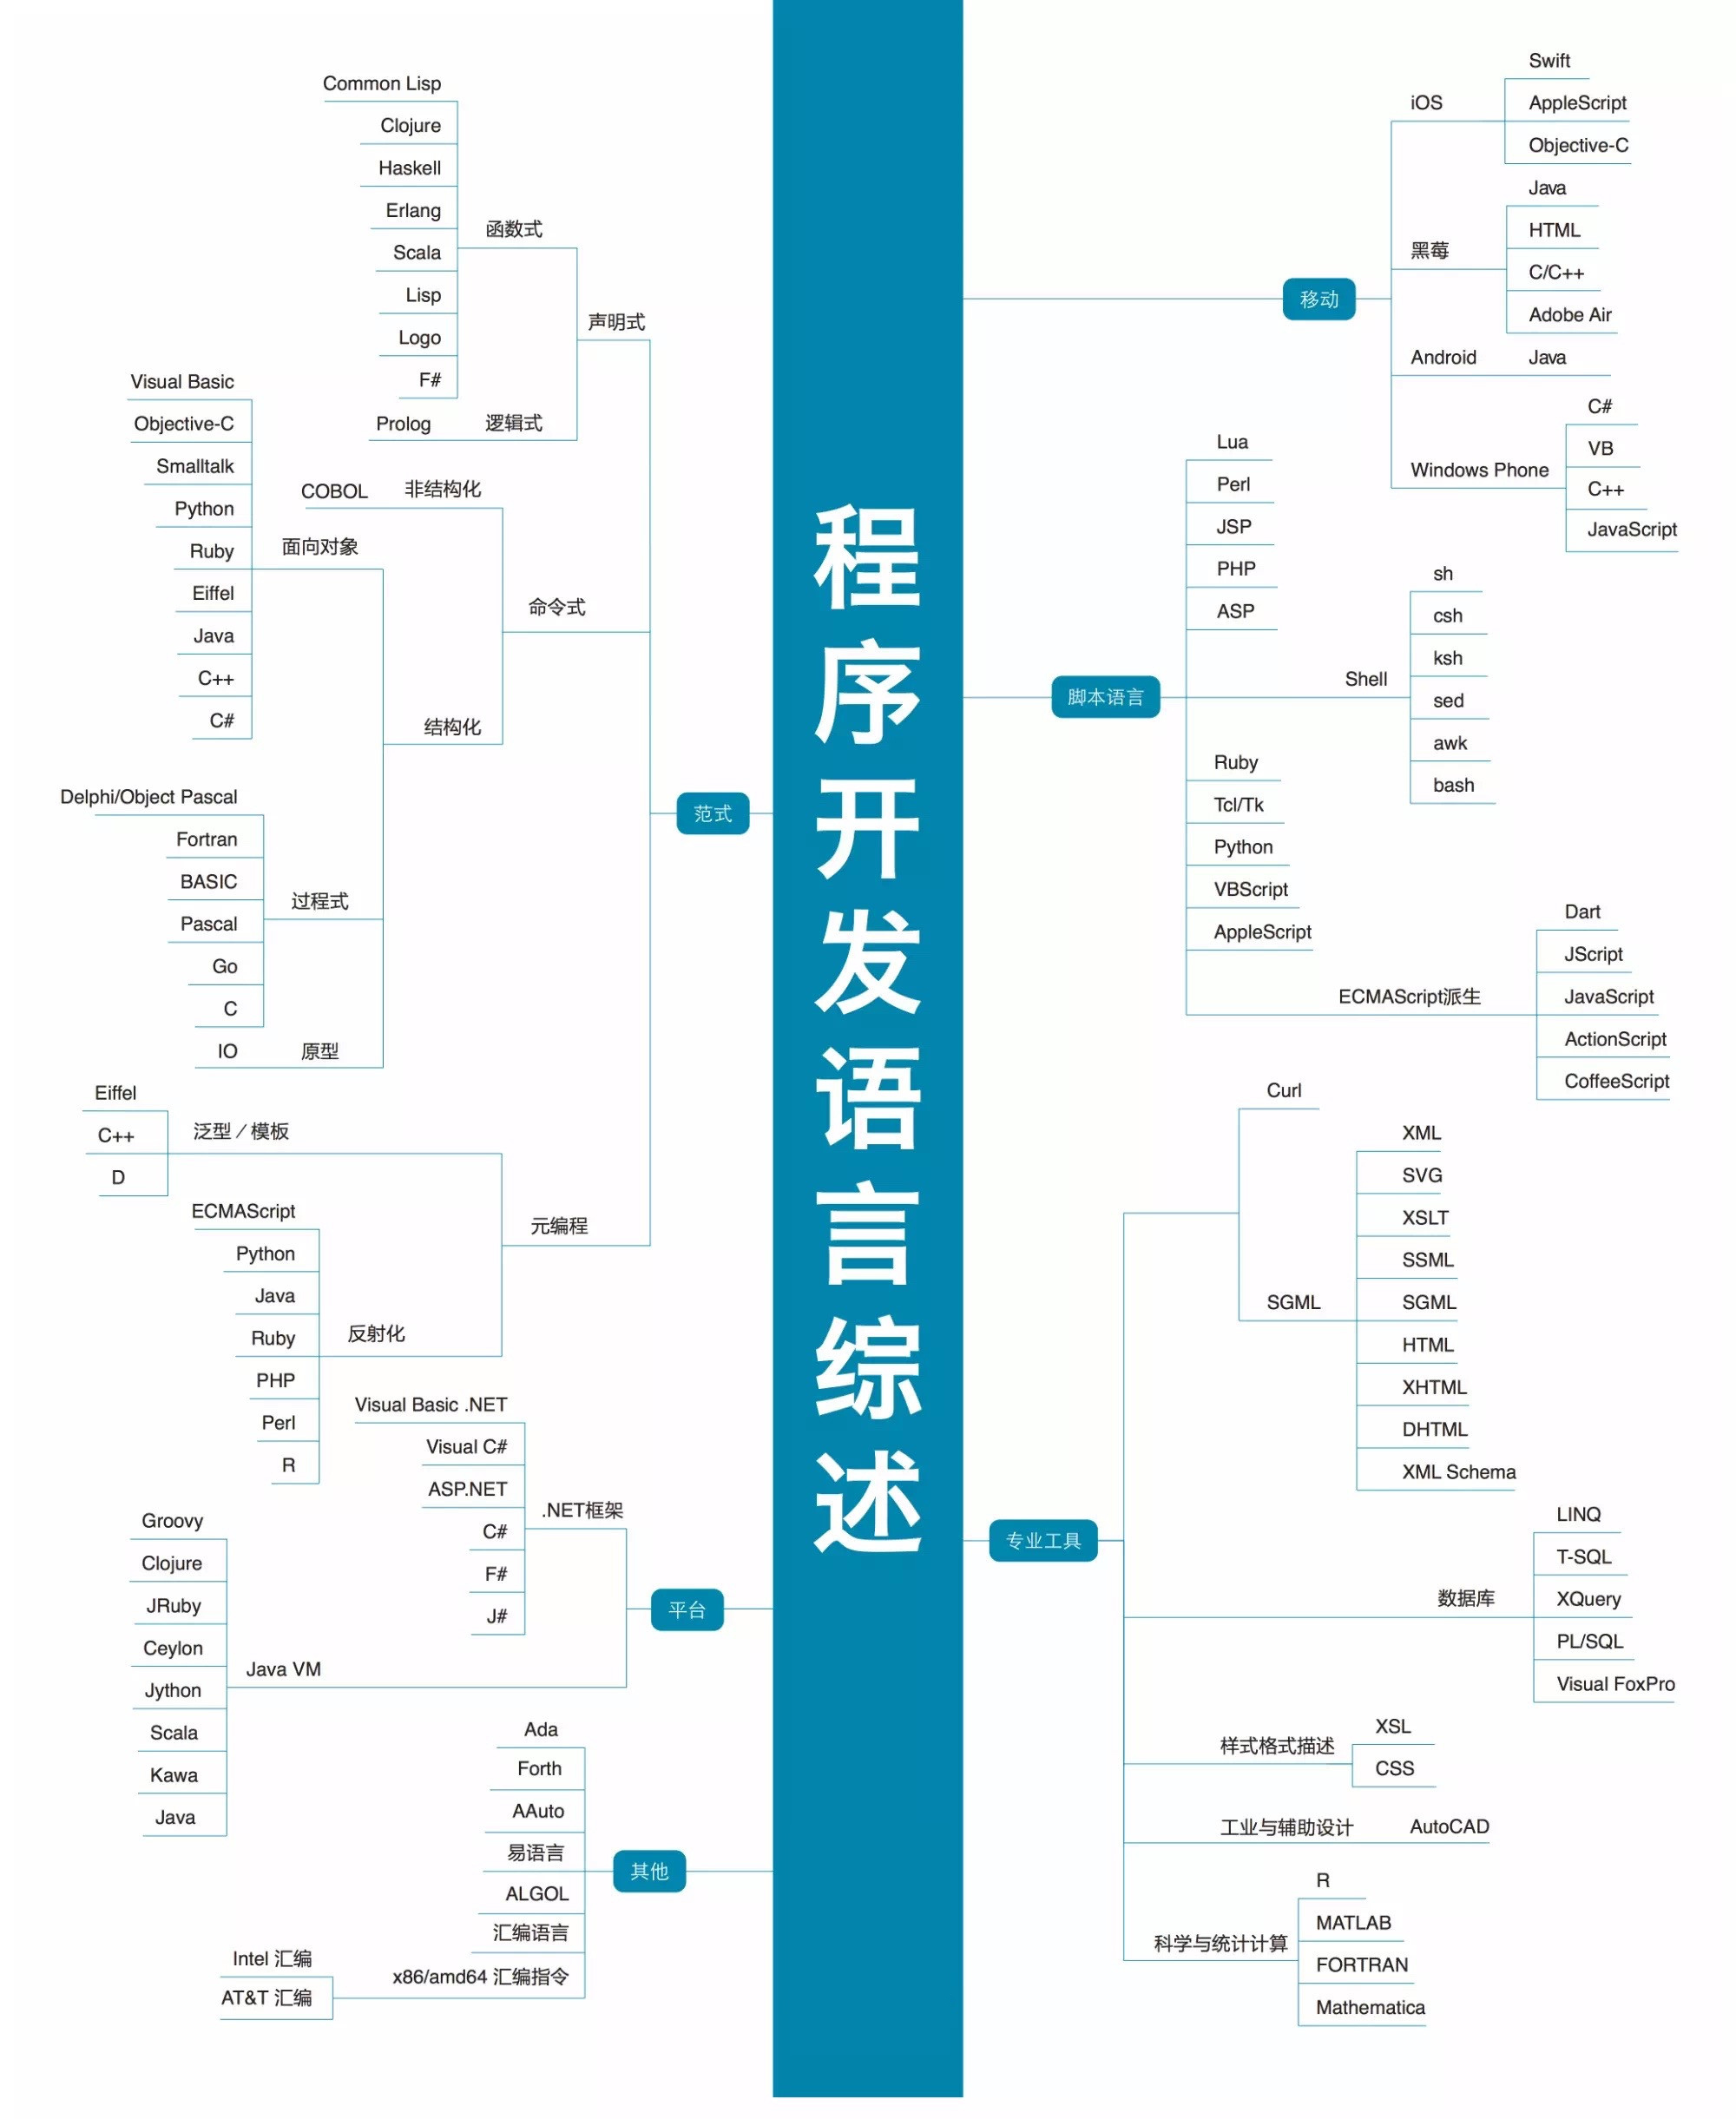 程序开发语言综述
范式
声明式
函数式
Common Lisp
Clojure
Haskell
Erlang
Scala
Lisp
Logo
F#
逻辑式
Prolog
命令式
非结构化
COBOL
结构化
面向对象
Visual Basic
Objective-C
Smalltalk
Python
Ruby
Eiffel
Java
C++
C#
过程式
Delphi/Object Pascal
Fortran
BASIC
Pascal
Go
C
原型
IO
元编程
泛型／模板
Eiffel
C++
D
反射化
ECMAScript
Python
Java
Ruby
PHP
Perl
R
平台
.NET框架
Visual Basic .NET
Visual C#
ASP.NET
C#
F#
J#
Java VM
Groovy
Clojure
JRuby
Ceylon
Jython
Scala
Kawa
Java
其他
Ada
Forth
AAuto
易语言
ALGOL
汇编语言
x86/amd64 汇编指令
Intel 汇编
AT&T 汇编
移动
iOS
Swift
AppleScript
Objective-C
黑莓
Java
HTML
C/C++
Adobe Air
Android
Java
Windows Phone
C#
VB
C++
JavaScript
脚本语言
Lua
Perl
JSP
PHP
ASP
Shell
sh
csh
ksh
sed
awk
bash
Ruby
Tcl/Tk
Python
VBScript
AppleScript
ECMAScript派生
Dart
JScript
JavaScript
ActionScript
CoffeeScript
专业工具
Curl
SGML
XML
SVG
XSLT
SSML
SGML
HTML
XHTML
DHTML
XML Schema
数据库
LINQ
T-SQL
XQuery
PL/SQL
Visual FoxPro
样式格式描述
XSL
CSS
工业与辅助设计
AutoCAD
科学与统计计算
R
MATLAB
FORTRAN
Mathematica